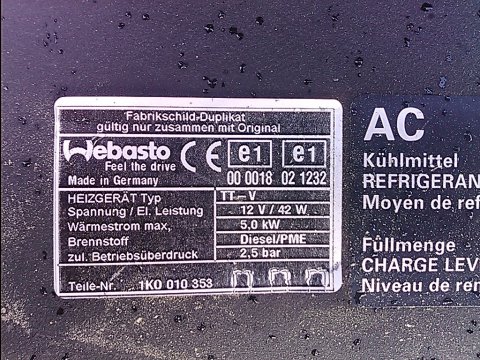 Fabrikschild-Duplikat
gültig nur zusammen mit Original
Webasto CE e1 e1
Feel the drive
Made in Germany 00 0018 02 1232
HEIZGERÄT Typ TT-V
Spannung / El. Leistung 12 V / 42 W
Wärmestrom max, 5,0 kW
Brennstoff Diesel/PME
zul. Betriebsüberdruck 2,5 bar
Teile-Nr. 1K0 010 353
AC
Kühlmittel
REFRIGERAN
Moyen de ref
Füllmenge
CHARGE LEV
Niveau de rem